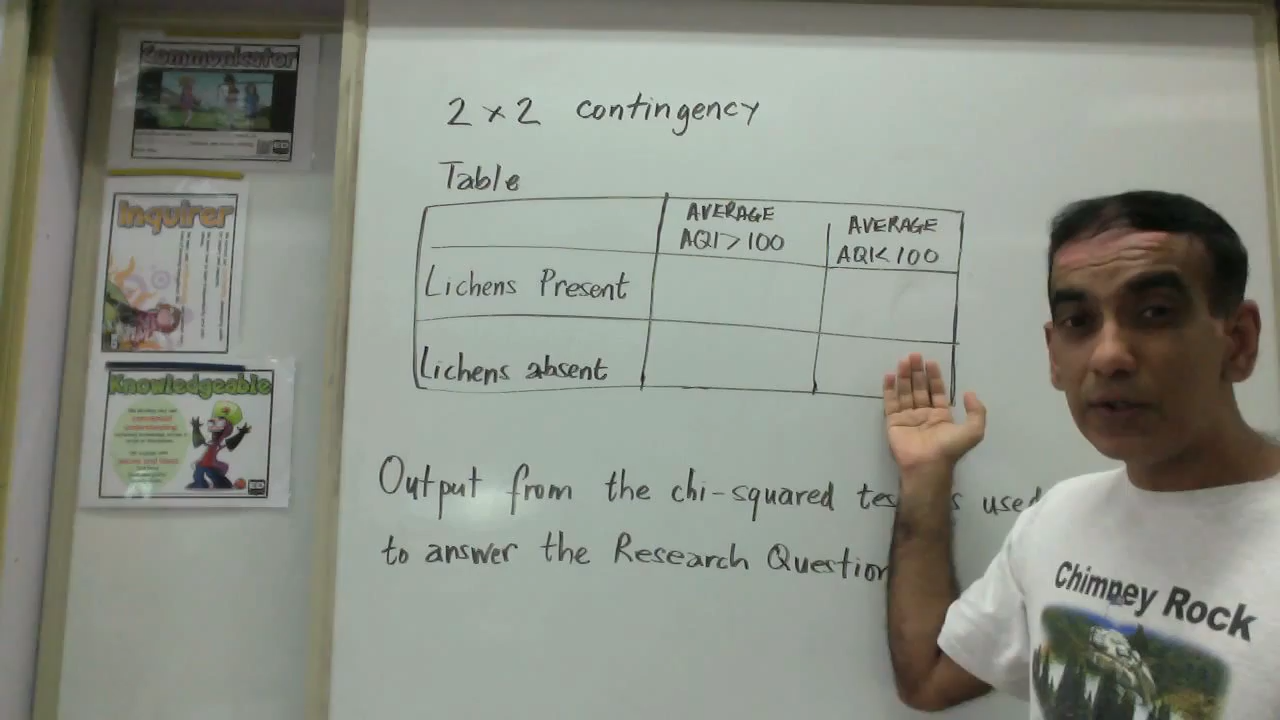 Communicator
Inquirer
Knowledgeable
2 × 2 contingency
Table
AVERAGE
AQI > 100
AVERAGE
AQI < 100
Lichens Present
Lichens absent
Output from the chi-squared used
to answer the Research Question
Chimney Rock